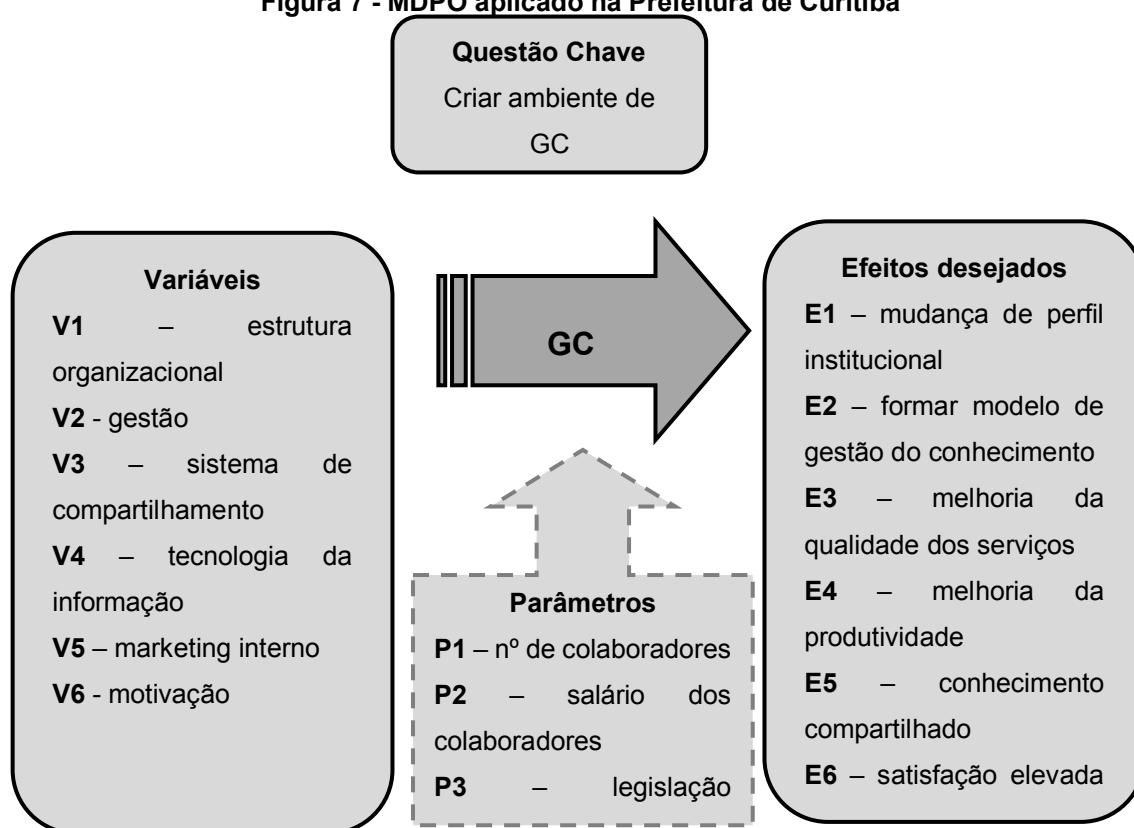 Figura 7 - MDPO aplicado na Prefeitura de Curitiba
Questão Chave
Criar ambiente de
GC
Variáveis
V1 – estrutura
organizacional
V2 - gestão
V3 – sistema de
compartilhamento
V4 – tecnologia da
informação
V5 – marketing interno
V6 - motivação
GC
Parâmetros
P1 – nº de colaboradores
P2 – salário dos
colaboradores
P3 – legislação
Efeitos desejados
E1 – mudança de perfil
institucional
E2 – formar modelo de
gestão do conhecimento
E3 – melhoria da
qualidade dos serviços
E4 – melhoria da
produtividade
E5 – conhecimento
compartilhado
E6 – satisfação elevada